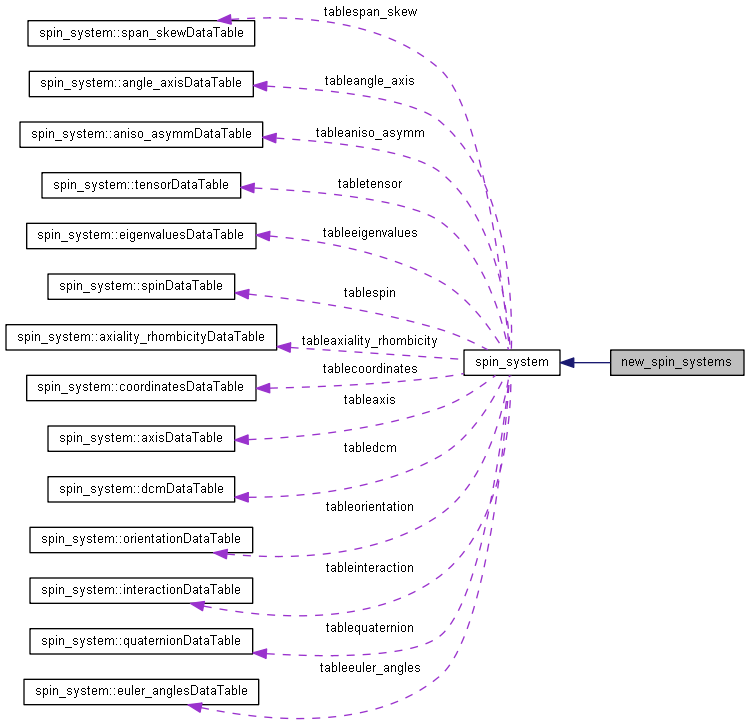 tablespan_skew
spin_system::span_skewDataTable
tableangle_axis
spin_system::angle_axisDataTable
tableaniso_asymm
spin_system::aniso_asymmDataTable
tabletensor
spin_system::tensorDataTable
tableeigenvalues
spin_system::eigenvaluesDataTable
tablespin
spin_system::spinDataTable
tableaxiality_rhombicity
spin_system::axiality_rhombicityDataTable
spin_system
new_spin_systems
tablecoordinates
spin_system::coordinatesDataTable
tableaxis
spin_system::axisDataTable
tabledcm
spin_system::dcmDataTable
tableorientation
spin_system::orientationDataTable
tableinteraction
spin_system::interactionDataTable
tablequaternion
spin_system::quaternionDataTable
tableeuler_angles
spin_system::euler_anglesDataTable